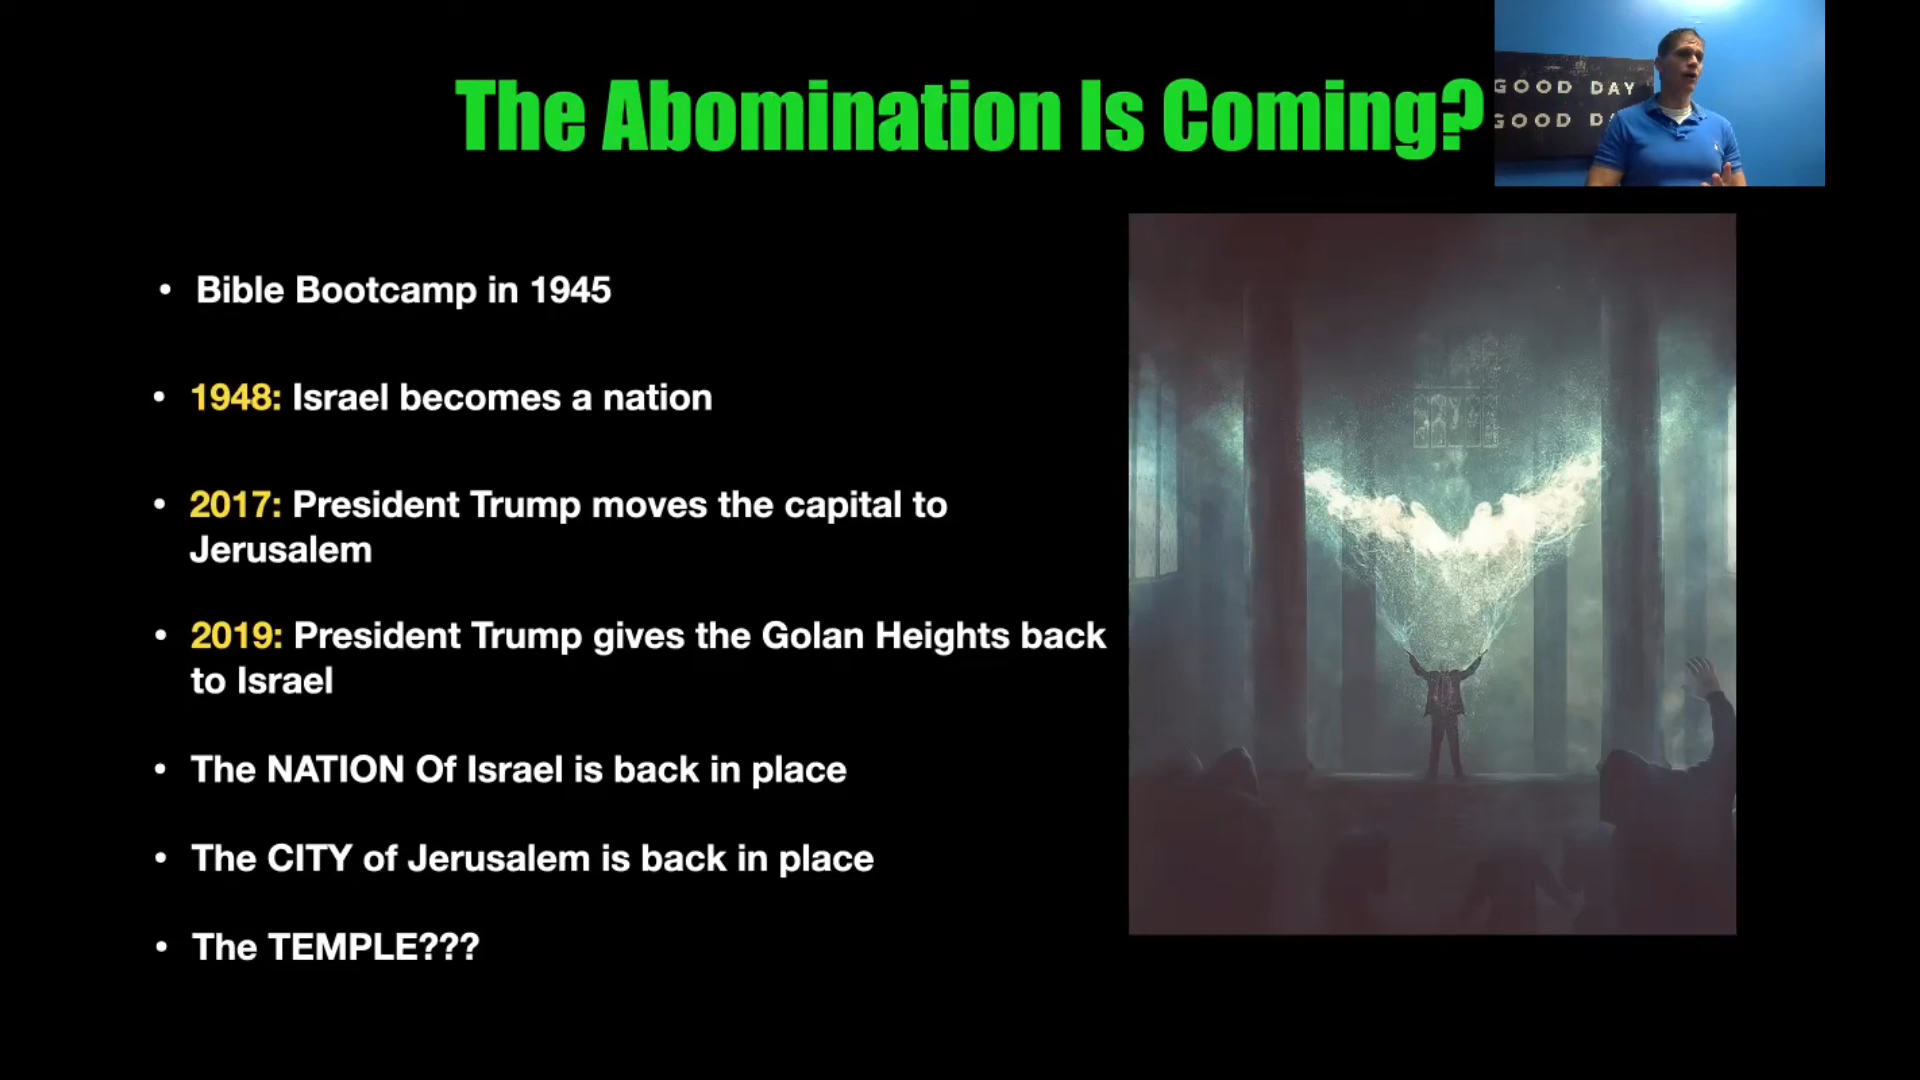 The Abomination Is Coming?
GOOD DAY
GOOD
• Bible Bootcamp in 1945
• 1948: Israel becomes a nation
• 2017: President Trump moves the capital to
Jerusalem
• 2019: President Trump gives the Golan Heights back
to Israel
• The NATION Of Israel is back in place
• The CITY of Jerusalem is back in place
• The TEMPLE???